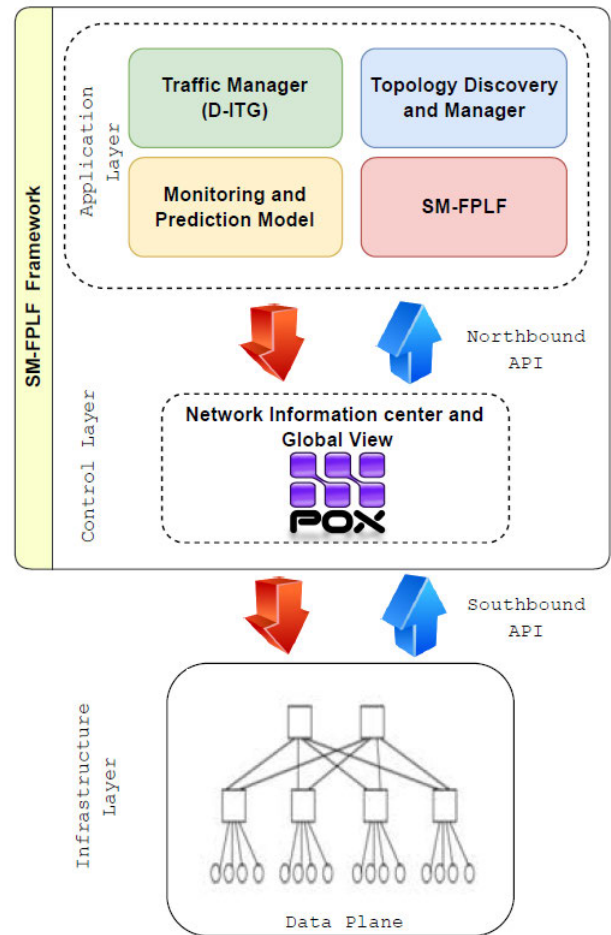 SM-FPLF Framework
Application
Layer
Traffic Manager
(D-ITG)
Topology Discovery
and Manager
Monitoring and
Prediction Model
SM-FPLF
Northbound
API
Control Layer
Network Information center and
Global View
POX
Southbound
API
Infrastructure
Layer
Data Plane